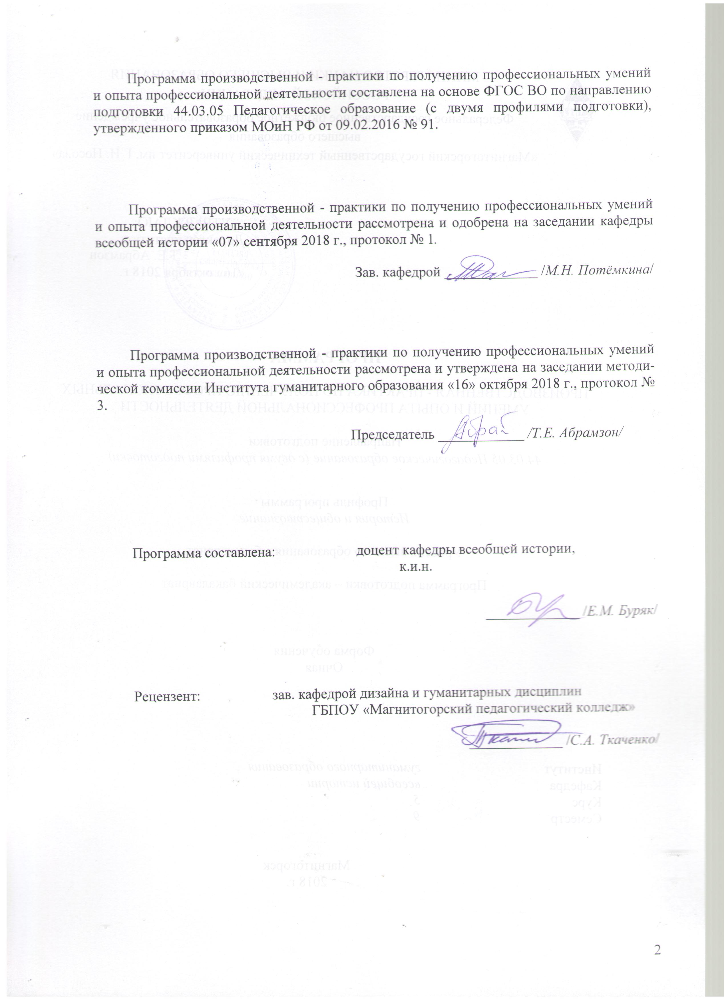 Программа производственной - практики по получению профессиональных умений
и опыта профессиональной деятельности составлена на основе ФГОС ВО по направлению
подготовки 44.03.05 Педагогическое образование (с двумя профилями подготовки),
утвержденного приказом МОиН РФ от 09.02.2016 № 91.
Программа производственной - практики по получению профессиональных умений
и опыта профессиональной деятельности рассмотрена и одобрена на заседании кафедры
всеобщей истории «07» сентября 2018 г., протокол № 1.
Зав. кафедрой /М.Н. Потёмкина/
Программа производственной - практики по получению профессиональных умений
и опыта профессиональной деятельности рассмотрена и утверждена на заседании методи-
ческой комиссии Института гуманитарного образования «16» октября 2018 г., протокол №
3.
Председатель /Т.Е. Абрамзон/
Программа составлена: доцент кафедры всеобщей истории,
к.и.н.
/Е.М. Буряк/
Рецензент: зав. кафедрой дизайна и гуманитарных дисциплин
ГБПОУ «Магнитогорский педагогический колледж»
/С.А. Ткаченко/
2